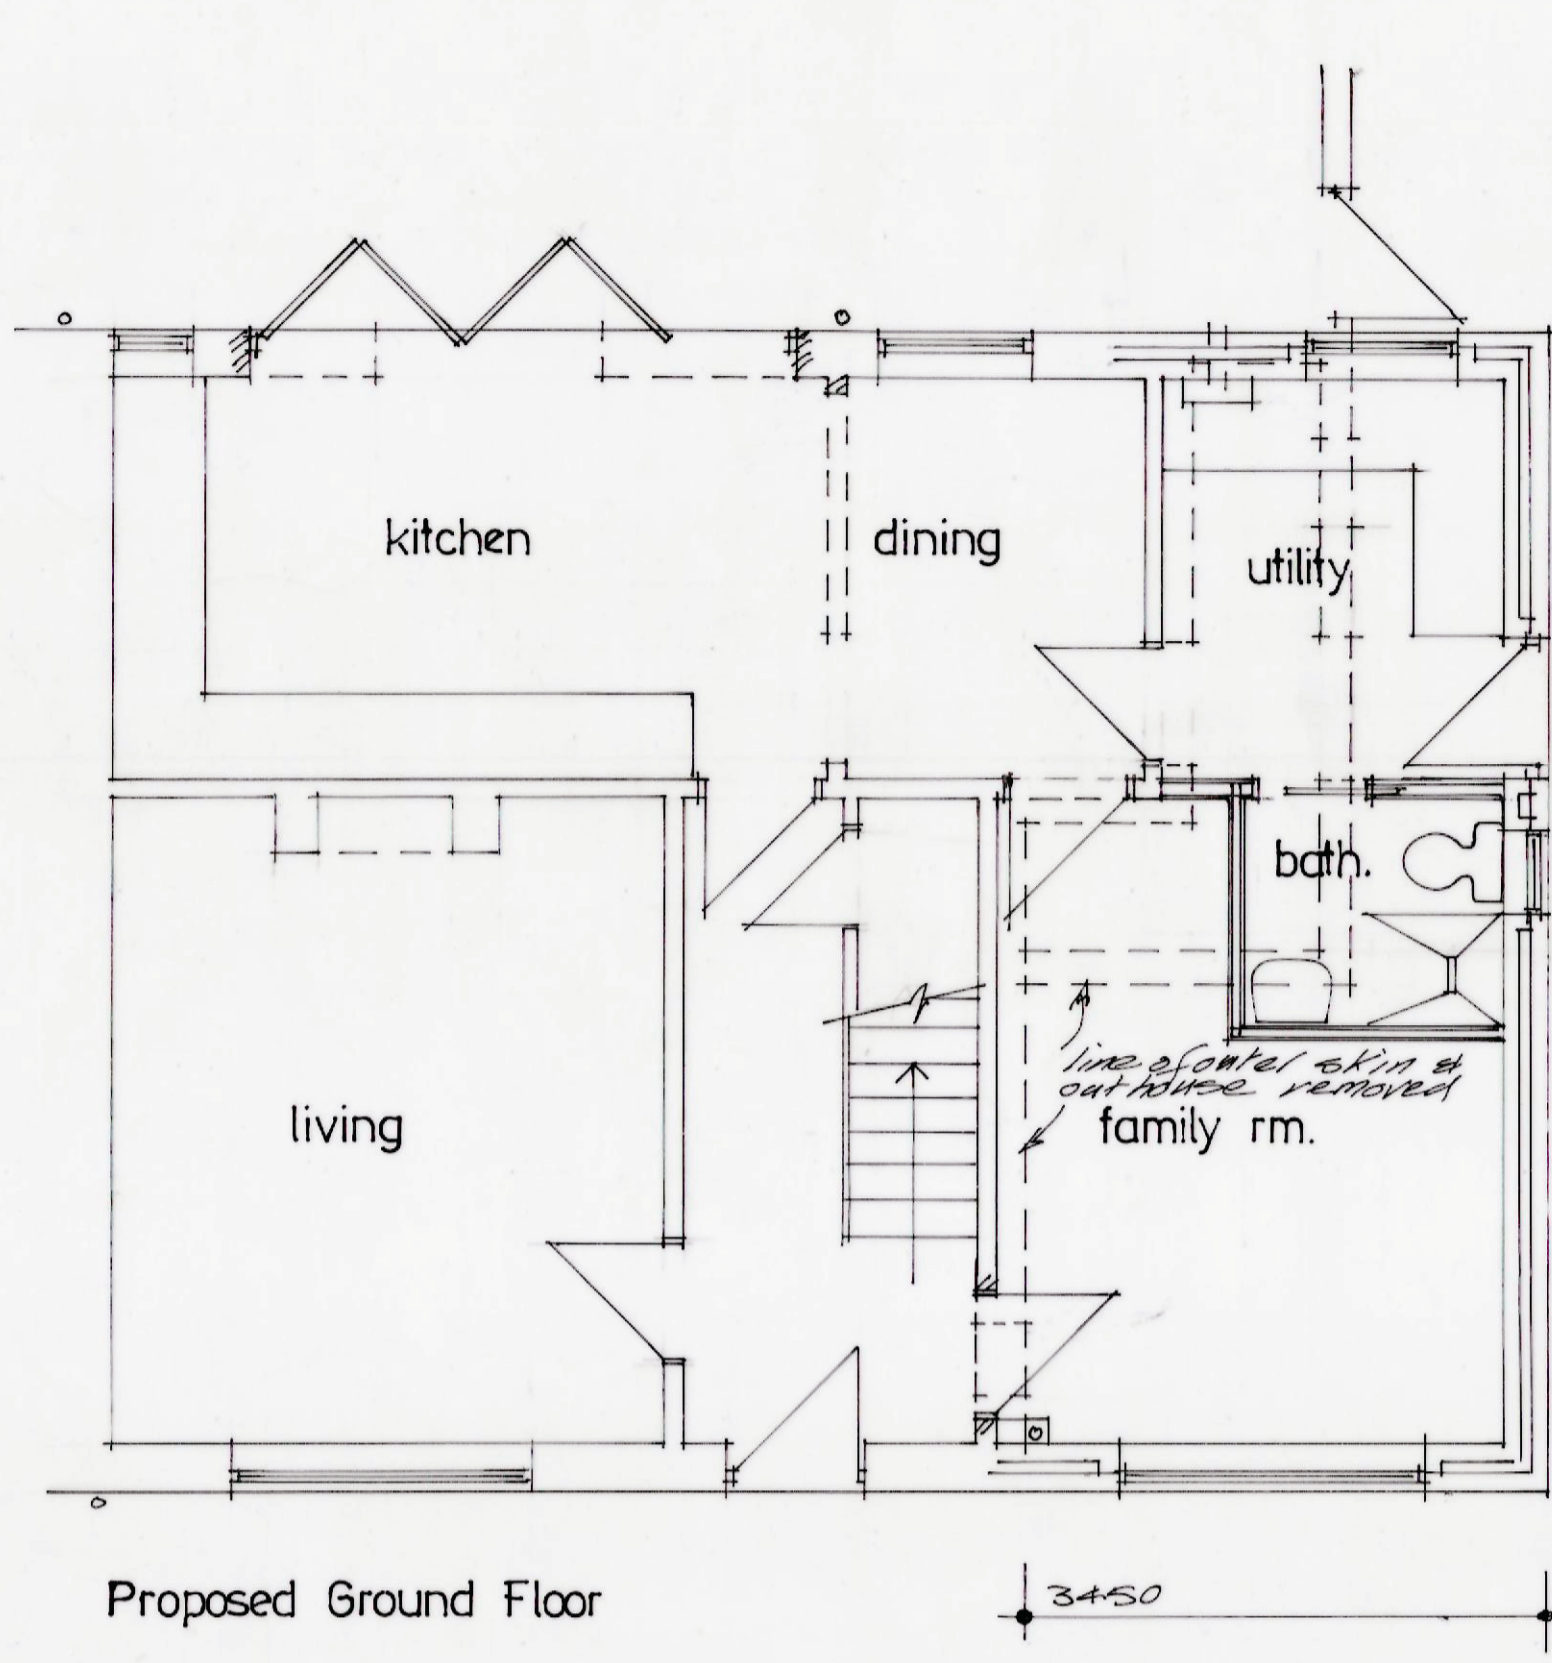 kitchen
dining
utility
bath.
line of outer skin &
outhouse removed
living
family rm.
Proposed Ground Floor
3450